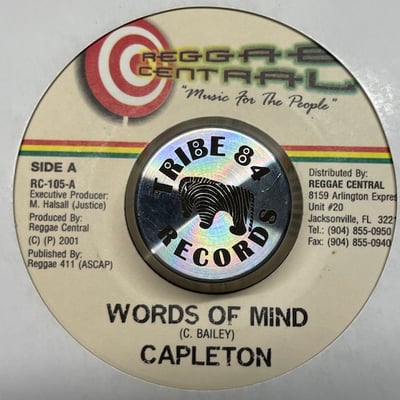 REGGAE
CENTRAL
"Music For The People"
SIDE A
RC-105-A
Executive Producer:
M. Halsall (Justice)
Produced By:
Reggae Central
(C) (P) 2001
Published By:
Reggae 411 (ASCAP)
TRIBE 84
RECORDS
Distributed By:
REGGAE CENTRAL
8159 Arlington Expres
Unit #20
Jacksonville, FL 322
Tel.: (904) 855-0950
Fax: (904) 855-0940
WORDS OF MIND
(C. BAILEY)
CAPLETON